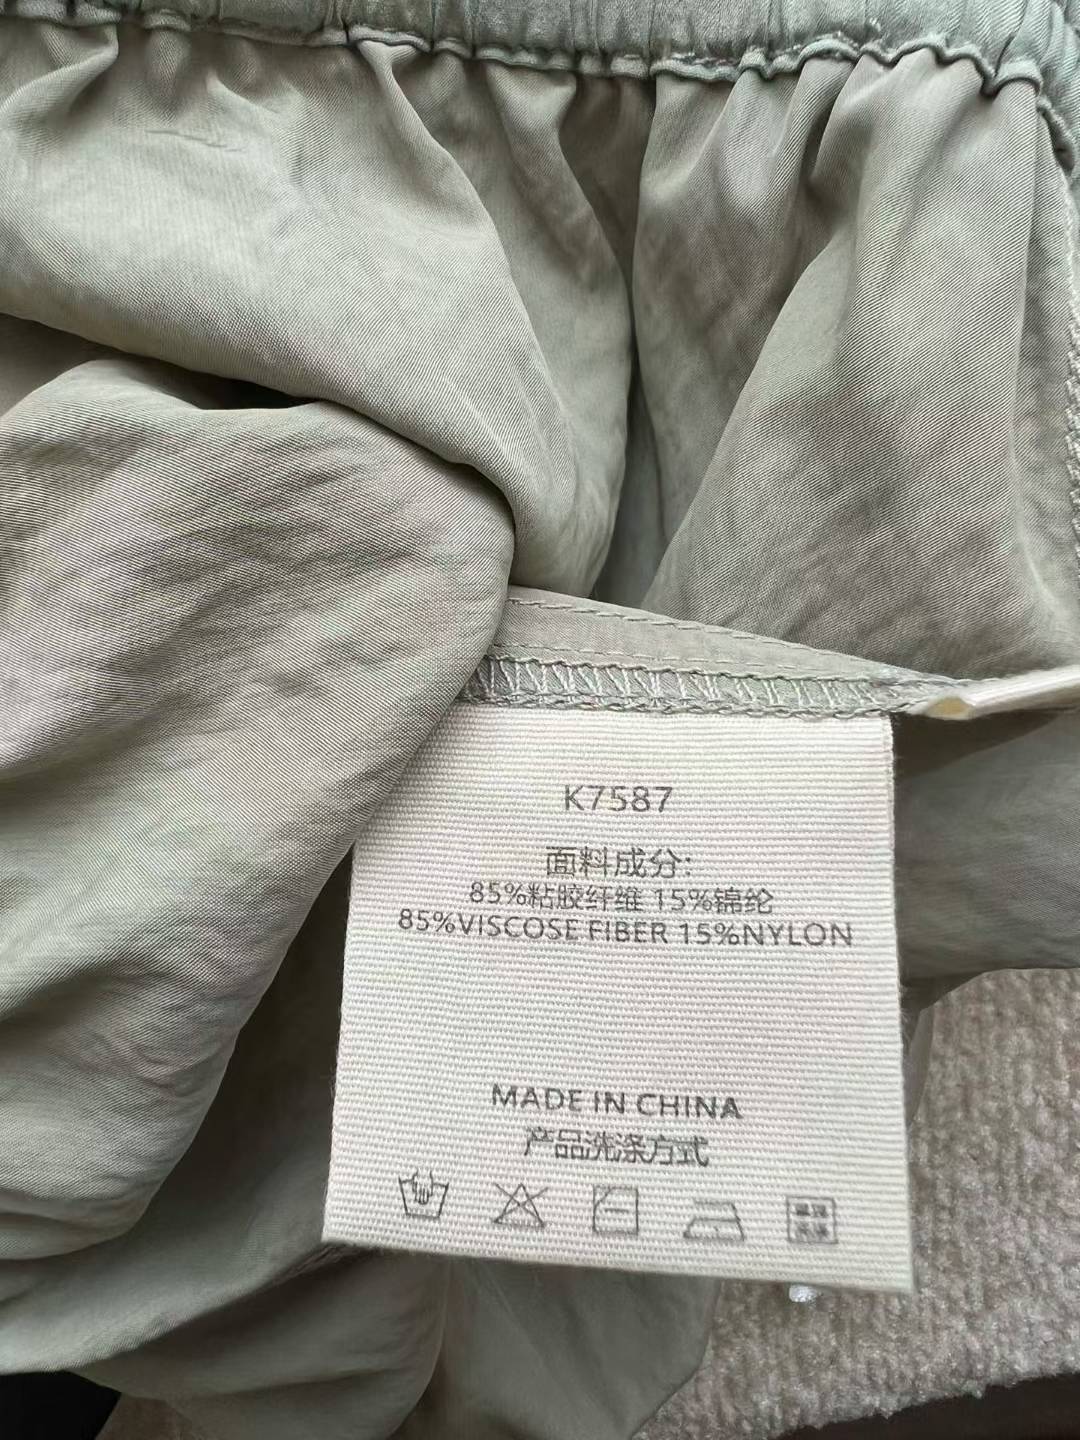 K7587
面料成分:
85%粘胶纤维 15%锦纶
85%VISCOSE FIBER 15%NYLON
MADE IN CHINA
产品洗涤方式